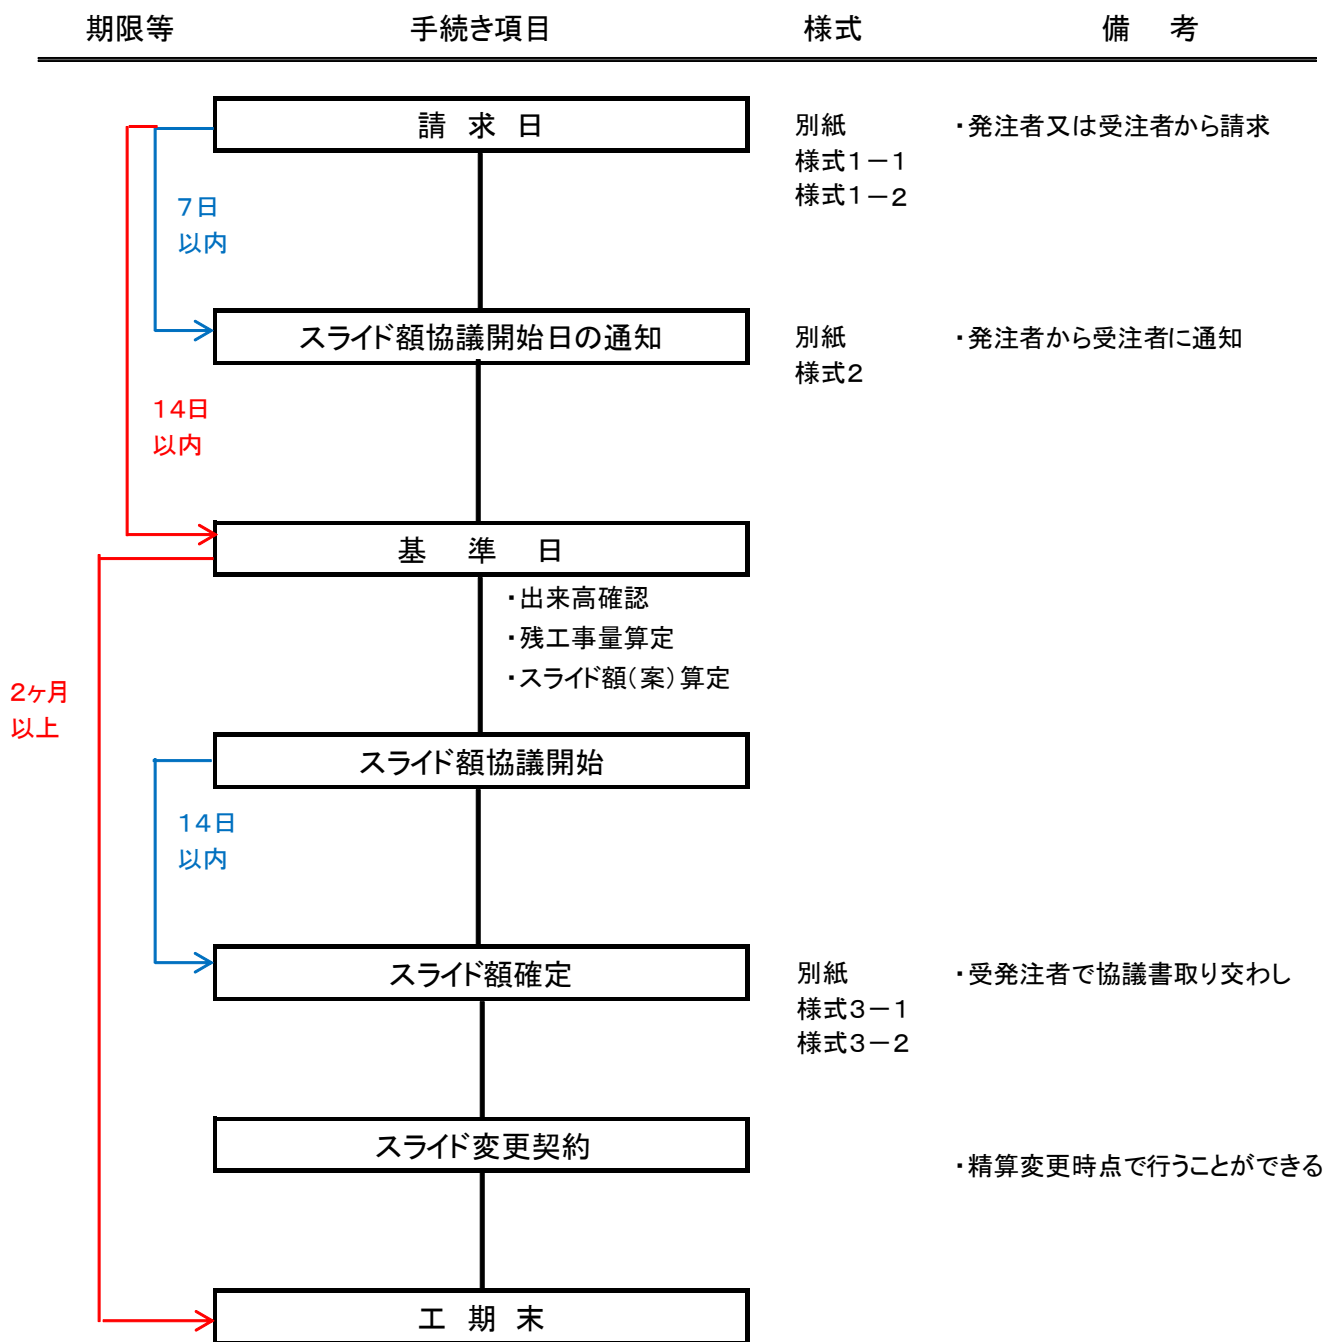 期限等 手続き項目 様式 備 考
請 求 日 別紙 ・発注者又は受注者から請求
様式１－１
様式１－２
７日
以内
スライド額協議開始日の通知 別紙 ・発注者から受注者に通知
様式２
１４日
以内
基 準 日
・出来高確認
・残工事量算定
・スライド額（案）算定
２ヶ月
以上
スライド額協議開始
１４日
以内
スライド額確定 別紙 ・受発注者で協議書取り交わし
様式３－１
様式３－２
スライド変更契約
・精算変更時点で行うことができる
工 期 末